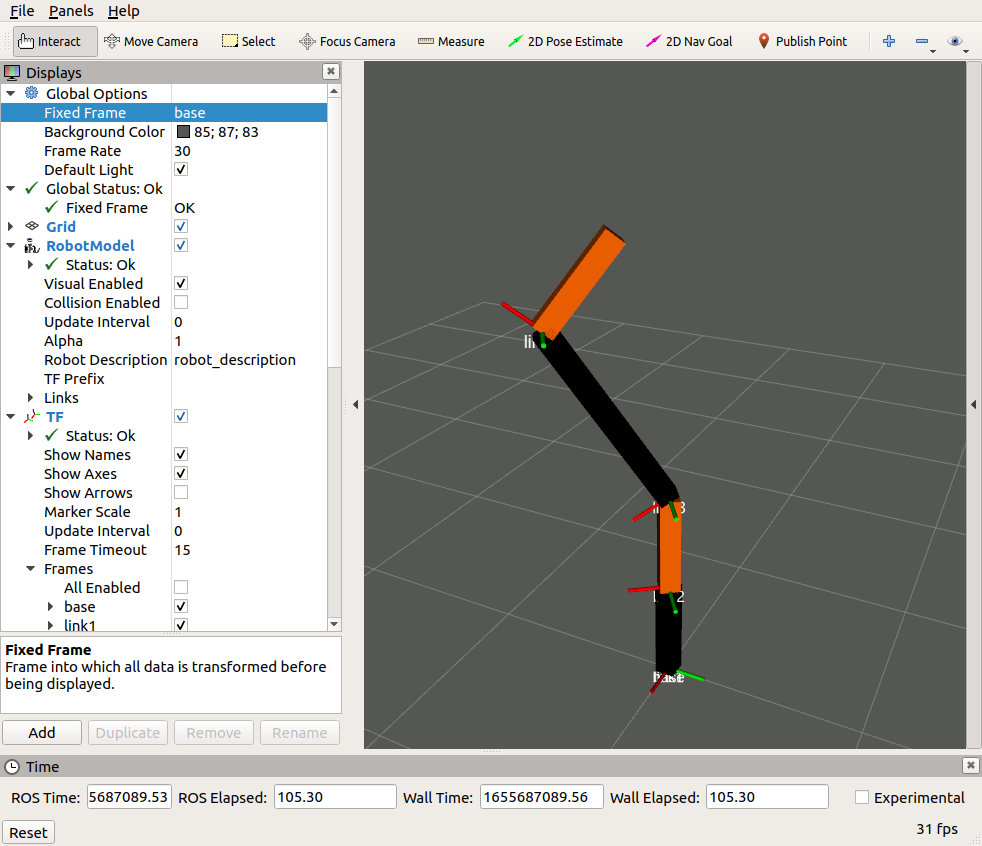 File Panels Help
Interact Move Camera Select Focus Camera Measure 2D Pose Estimate 2D Nav Goal Publish Point
Displays
Global Options
Fixed Frame base
Background Color 85; 87; 83
Frame Rate 30
Default Light
Global Status: Ok
Fixed Frame OK
Grid
RobotModel
Status: Ok
Visual Enabled
Collision Enabled
Update Interval 0
Alpha 1
Robot Description robot_description
TF Prefix
Links
TF
Status: Ok
Show Names
Show Axes
Show Arrows
Marker Scale 1
Update Interval 0
Frame Timeout 15
Frames
All Enabled
base
link1
Fixed Frame
Frame into which all data is transformed before
being displayed.
Add Duplicate Remove Rename
3
2
base
Time
ROS Time: 5687089.53 ROS Elapsed: 105.30 Wall Time: 1655687089.56 Wall Elapsed: 105.30 Experimental
Reset 31 fps